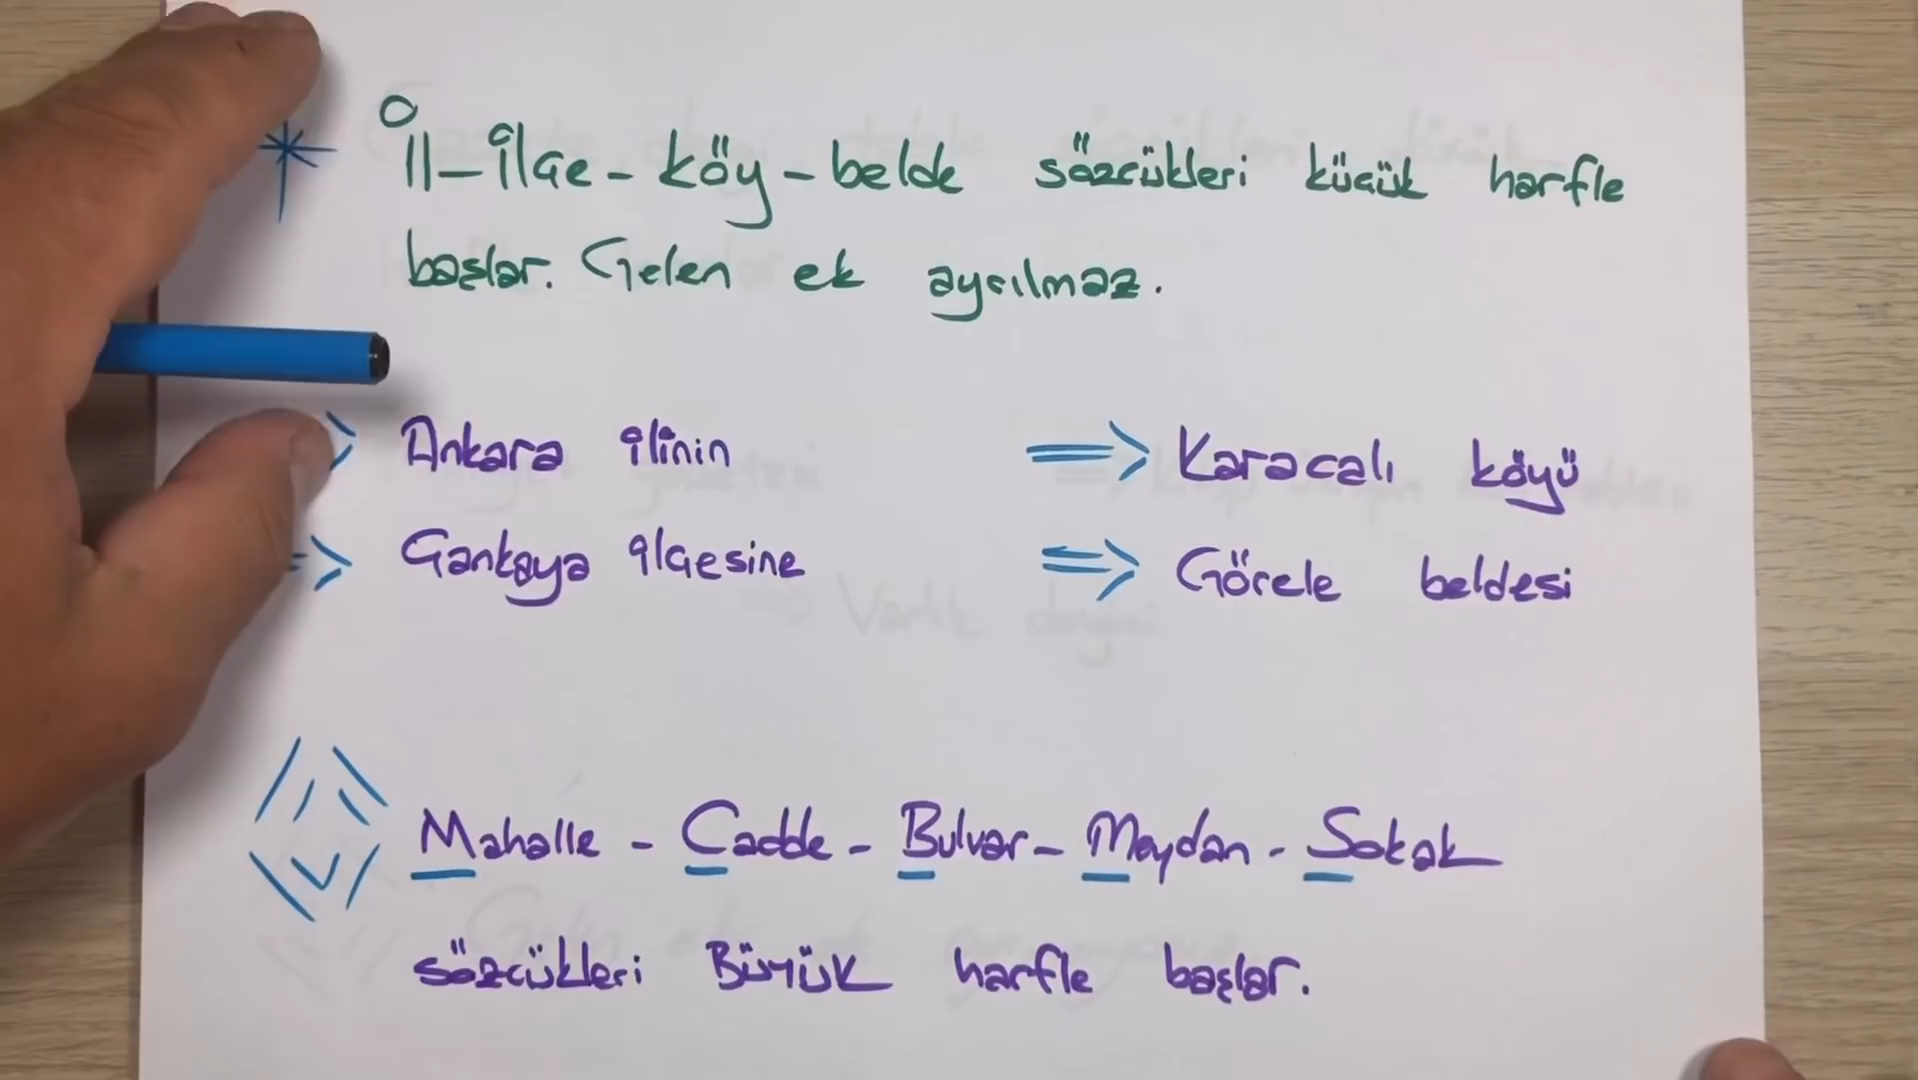 İl-İlçe-köy-belde sözcükleri küçük harfle
başlar. Gelen ek ayrılmaz.
Ankara ilinin
⇒ Karacalı köyü
⇒ Çankaya ilçesine
⇒ Görele beldesi
Mahalle - Cadde - Bulvar - Meydan - Sokak
sözcükleri BÜYÜK harfle başlar.